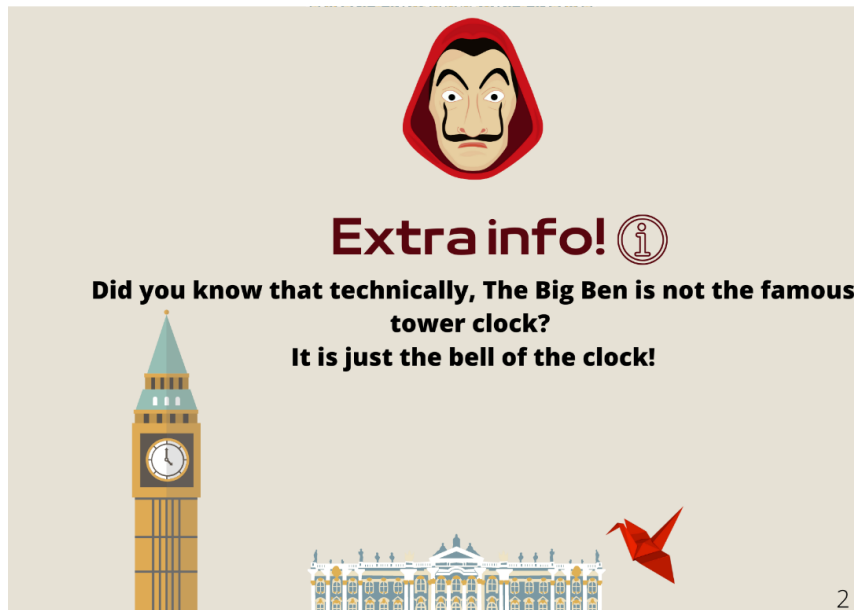 Extra info!
Did you know that technically, The Big Ben is not the famous
tower clock?
It is just the bell of the clock!
2